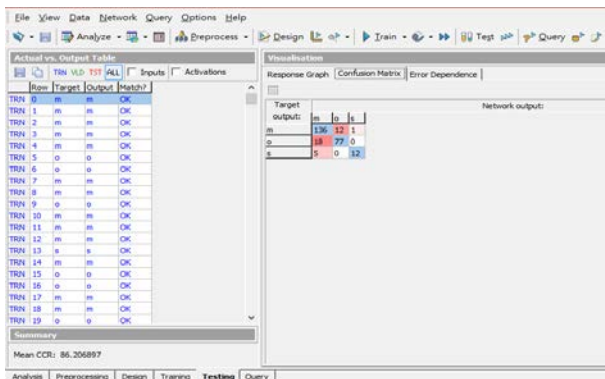 File View Data Network Query Options Help
Analyze Preprocess Design Train Test Query
Actual vs. Output Table
TRN VLD TST ALL Inputs Activations
Row Target Output Match?
TRN 0 m m OK
TRN 1 m m OK
TRN 2 m m OK
TRN 3 m m OK
TRN 4 m m OK
TRN 5 o o OK
TRN 6 o o OK
TRN 7 m m OK
TRN 8 m m OK
TRN 9 o o OK
TRN 10 m m OK
TRN 11 m m OK
TRN 12 m m OK
TRN 13 s s OK
TRN 14 m m OK
TRN 15 o o OK
TRN 16 o o OK
TRN 17 m m OK
TRN 18 m m OK
TRN 19 o o OK
Summary
Mean CCR: 86.206897
Visualisation
Response Graph Confusion Matrix Error Dependence
Target output: Network output:
m o s
m 136 12 1
o 18 77 0
s 5 0 12
Analysis Preprocessing Design Training Testing Query